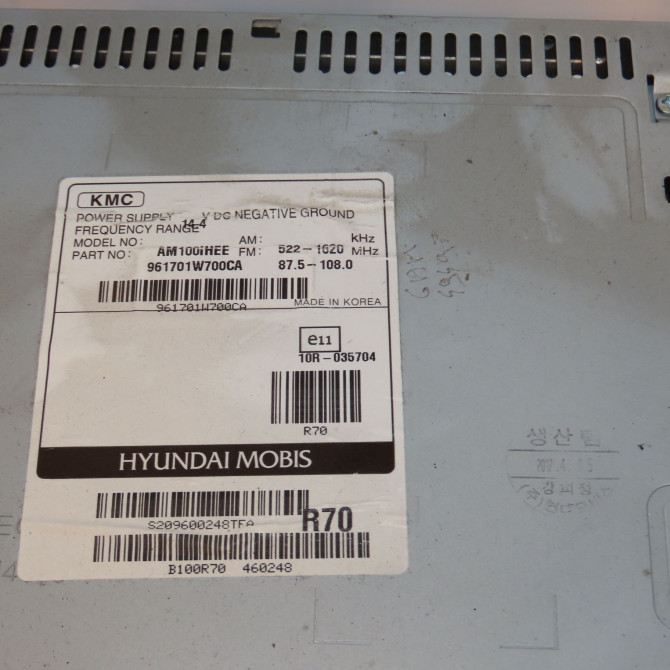 KMC
POWER SUPPLY 14.4 V DC NEGATIVE GROUND
FREQUENCY RANGE
MODEL NO: AM100IHEE AM: 522-1620 KHz
PART NO: 961701W700CA FM: 87.5-108.0 MHz
961701W700CA
MADE IN KOREA
e11
10R-035704
R70
HYUNDAI MOBIS
S209600248TFA
R70
B100R70 460248
생산팀